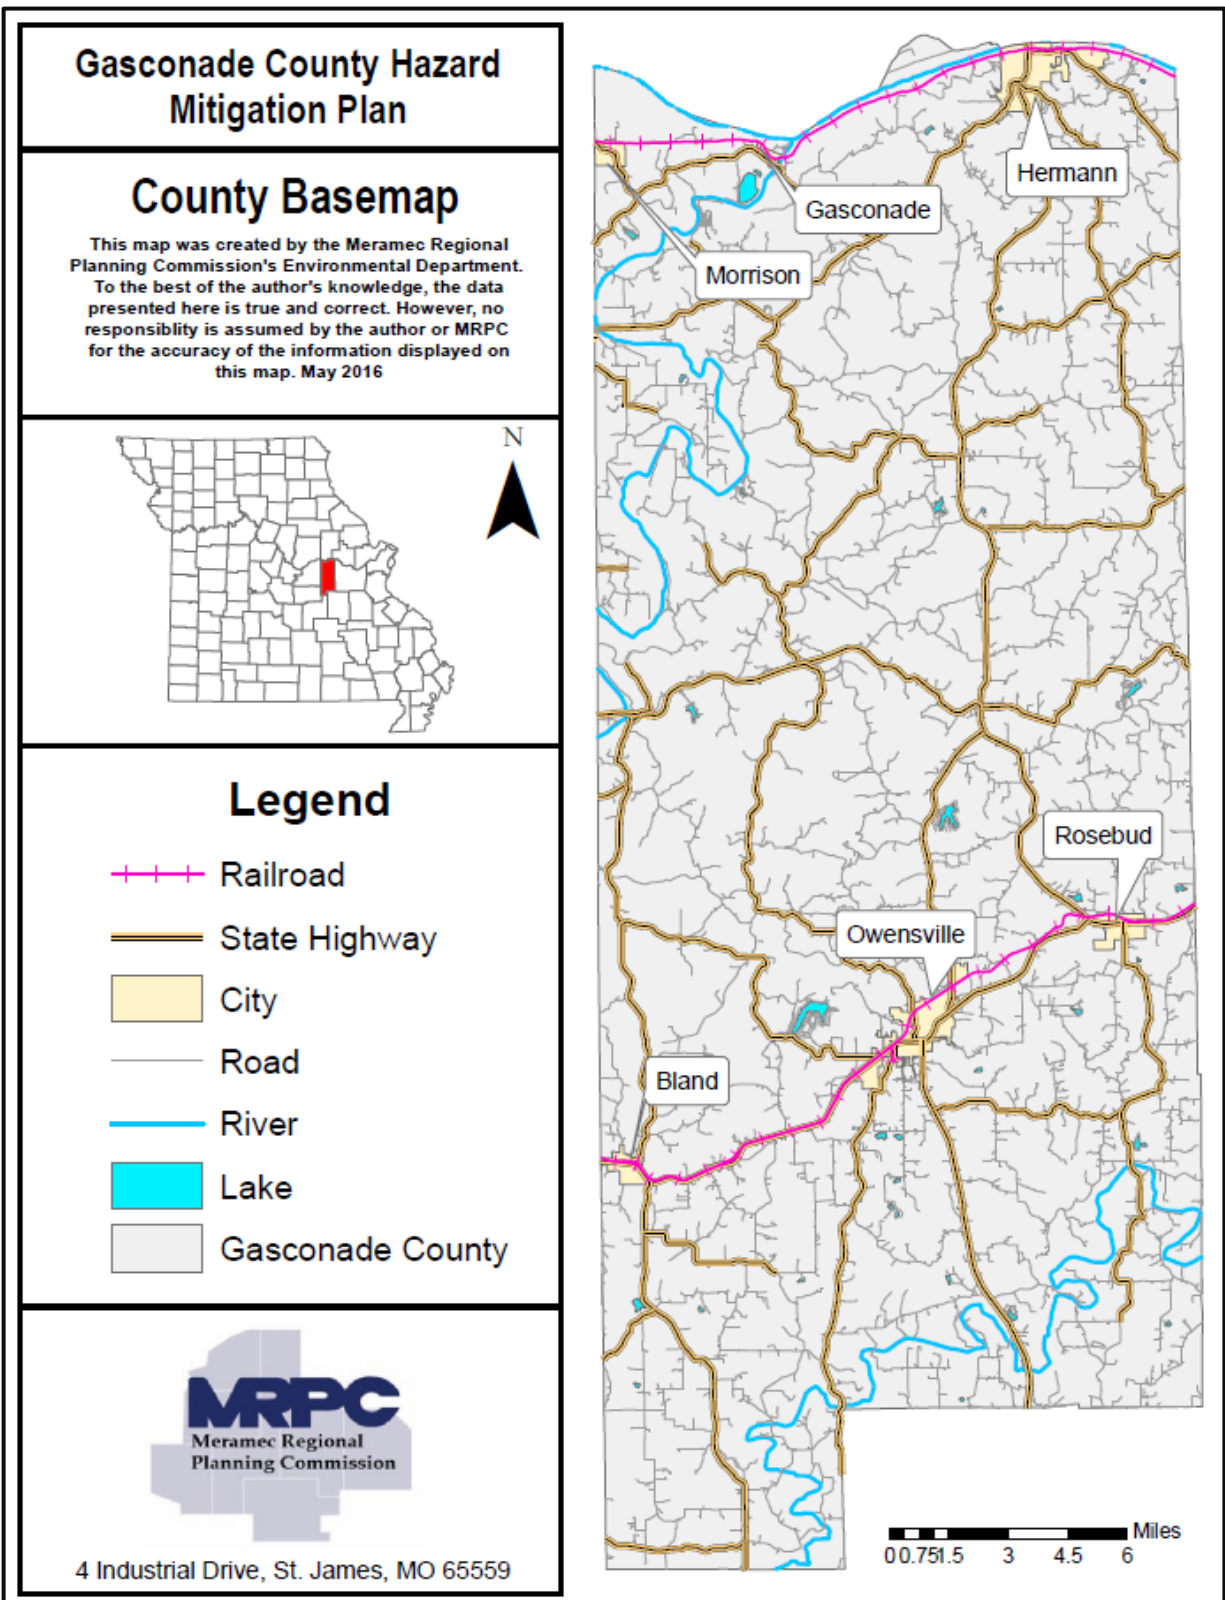 Gasconade County Hazard
Mitigation Plan
County Basemap
This map was created by the Meramec Regional
Planning Commission's Environmental Department.
To the best of the author's knowledge, the data
presented here is true and correct. However, no
responsiblity is assumed by the author or MRPC
for the accuracy of the information displayed on
this map. May 2016
N
Legend
Railroad
State Highway
City
Road
River
Lake
Gasconade County
MRPC
Meramec Regional
Planning Commission
4 Industrial Drive, St. James, MO 65559
Hermann
Gasconade
Morrison
Rosebud
Owensville
Bland
Miles
0 0.75 1.5 3 4.5 6